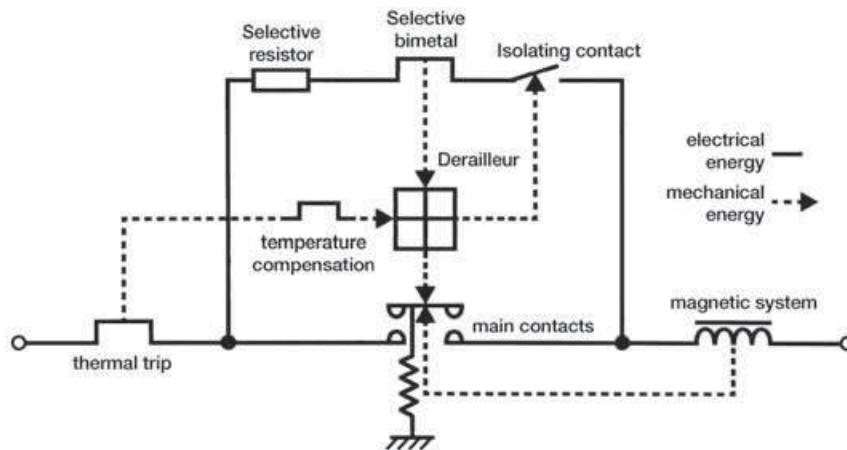 Selective
resistor
Selective
bimetal
Isolating contact
Derailleur
electrical
energy
mechanical
energy
temperature
compensation
magnetic system
main contacts
thermal trip